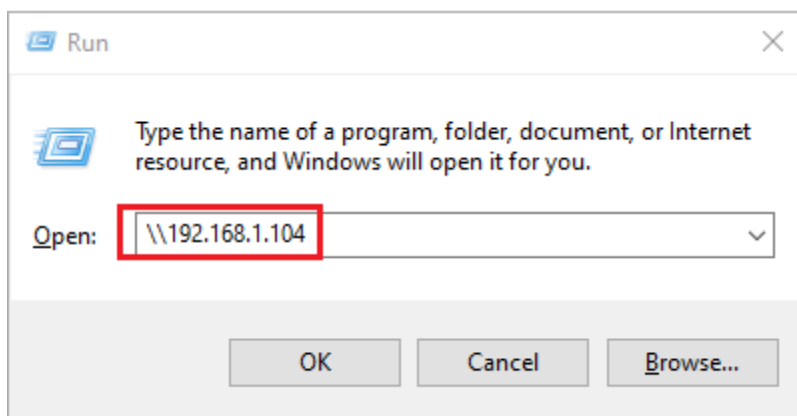 Run
Type the name of a program, folder, document, or Internet
resource, and Windows will open it for you.
Open: \\192.168.1.104
OK Cancel Browse...